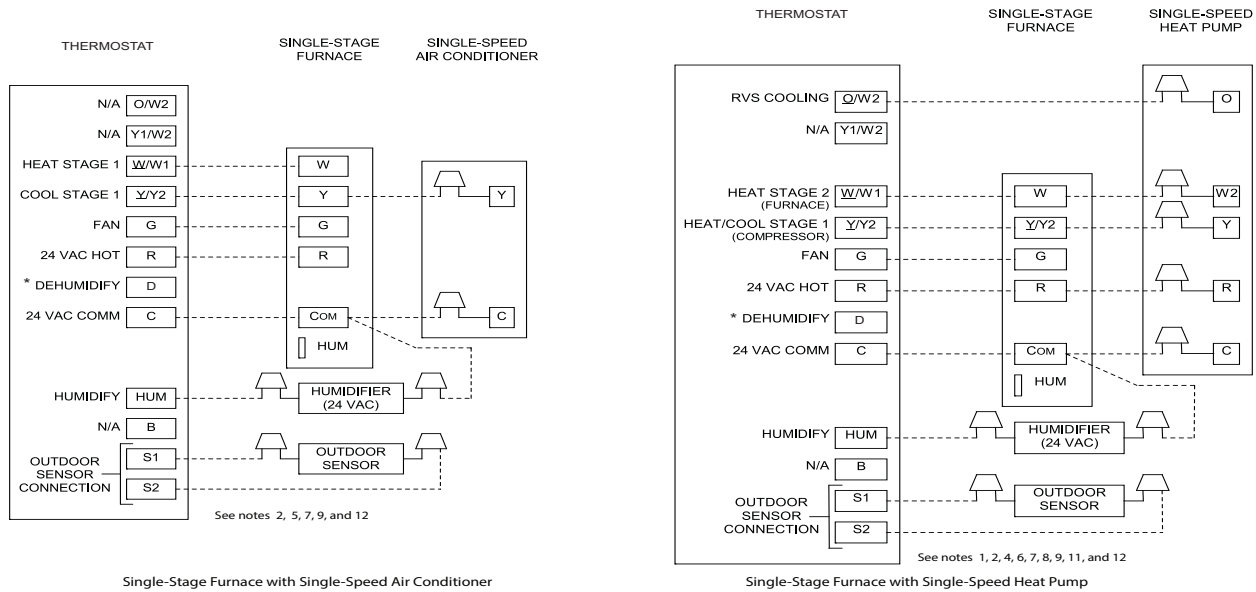 THERMOSTAT
SINGLE-STAGE
FURNACE
SINGLE-SPEED
AIR CONDITIONER
N/A O/W2
N/A Y1/W2
HEAT STAGE 1 W/W1 W
COOL STAGE 1 Y/Y2 Y Y
FAN G G
24 VAC HOT R R
* DEHUMIDIFY D
24 VAC COMM C COM C
HUM
HUMIDIFY HUM HUMIDIFIER
(24 VAC)
N/A B
OUTDOOR
SENSOR
CONNECTION
S1
S2
OUTDOOR
SENSOR
See notes 2, 5, 7, 9, and 12
Single-Stage Furnace with Single-Speed Air Conditioner
THERMOSTAT
SINGLE-STAGE
FURNACE
SINGLE-SPEED
HEAT PUMP
RVS COOLING O/W2 O
N/A Y1/W2
HEAT STAGE 2 W/W1 W W2
(FURNACE)
HEAT/COOL STAGE 1 Y/Y2 Y/Y2 Y
(COMPRESSOR)
FAN G G
24 VAC HOT R R R
* DEHUMIDIFY D
24 VAC COMM C COM C
HUM
HUMIDIFY HUM HUMIDIFIER
(24 VAC)
N/A B
OUTDOOR
SENSOR
CONNECTION
S1
S2
OUTDOOR
SENSOR
See notes 1, 2, 4, 6, 7, 8, 9, 11, and 12
Single-Stage Furnace with Single-Speed Heat Pump